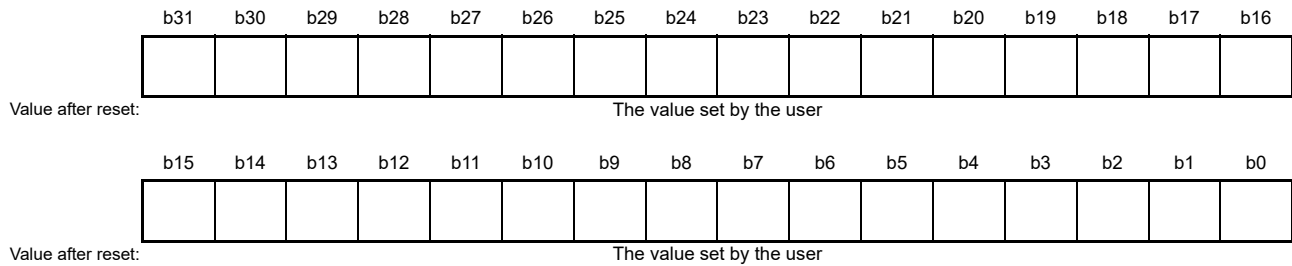 b31 b30 b29 b28 b27 b26 b25 b24 b23 b22 b21 b20 b19 b18 b17 b16
Value after reset: The value set by the user
b15 b14 b13 b12 b11 b10 b9 b8 b7 b6 b5 b4 b3 b2 b1 b0
Value after reset: The value set by the user